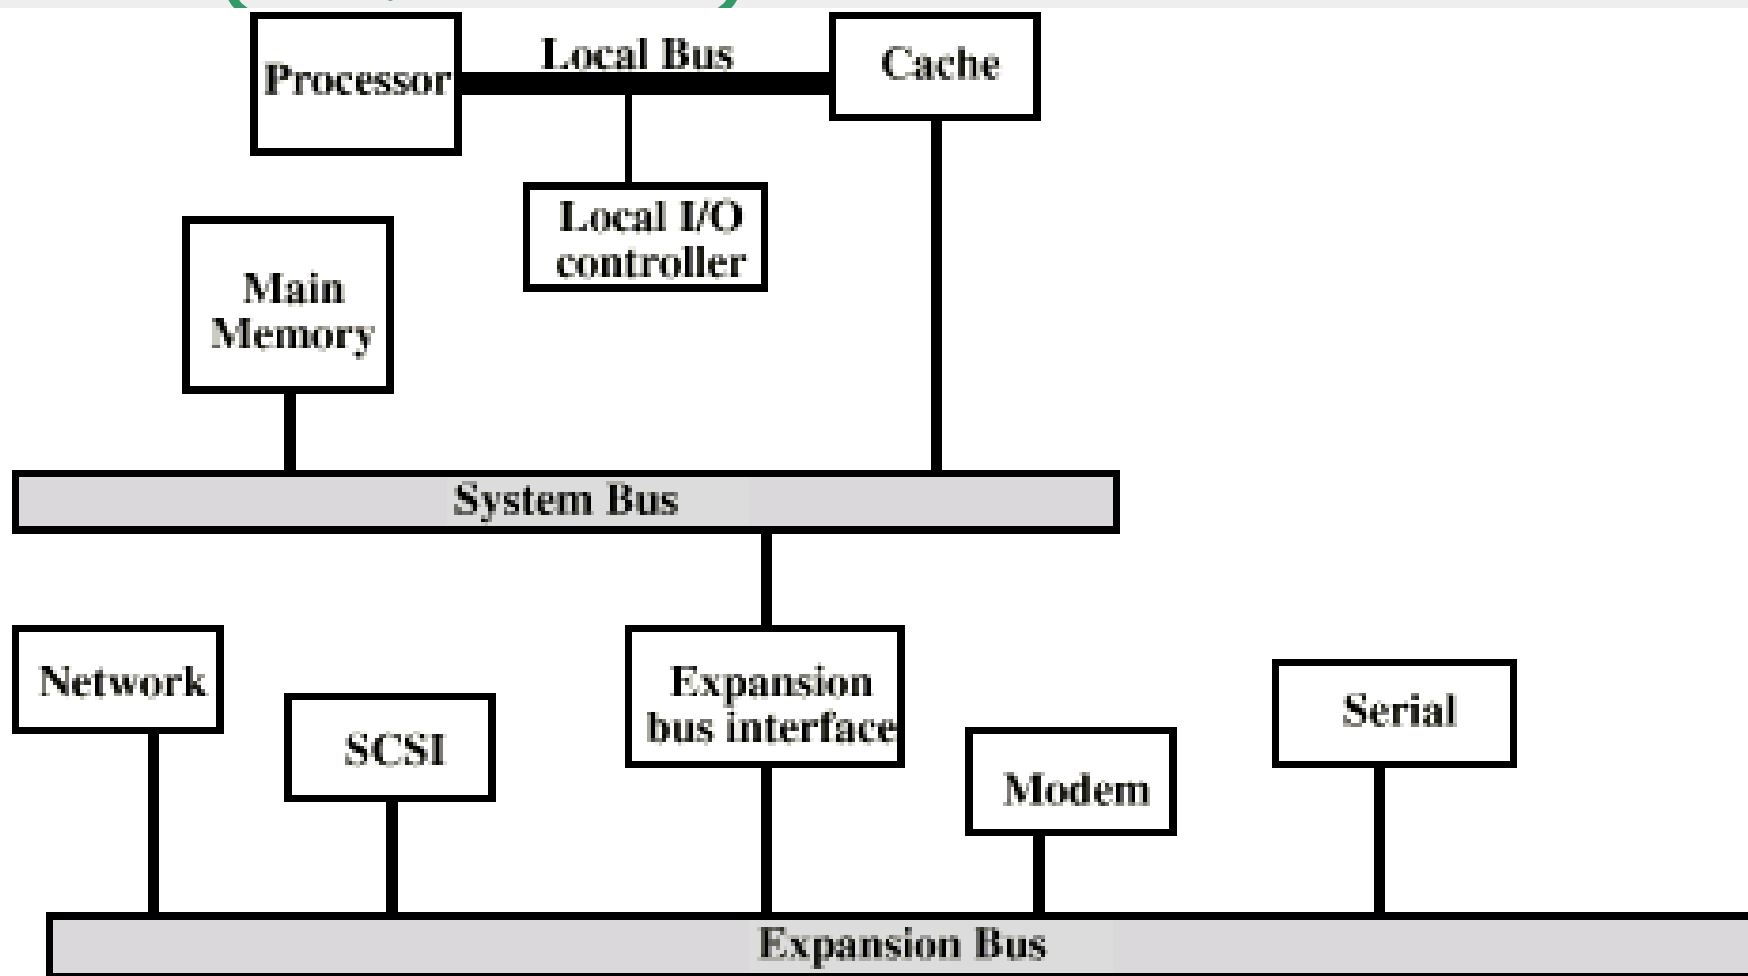 Local Bus
Processor
Cache
Local I/O
controller
Main
Memory
System Bus
Network
SCSI
Expansion
bus interface
Modem
Serial
Expansion Bus